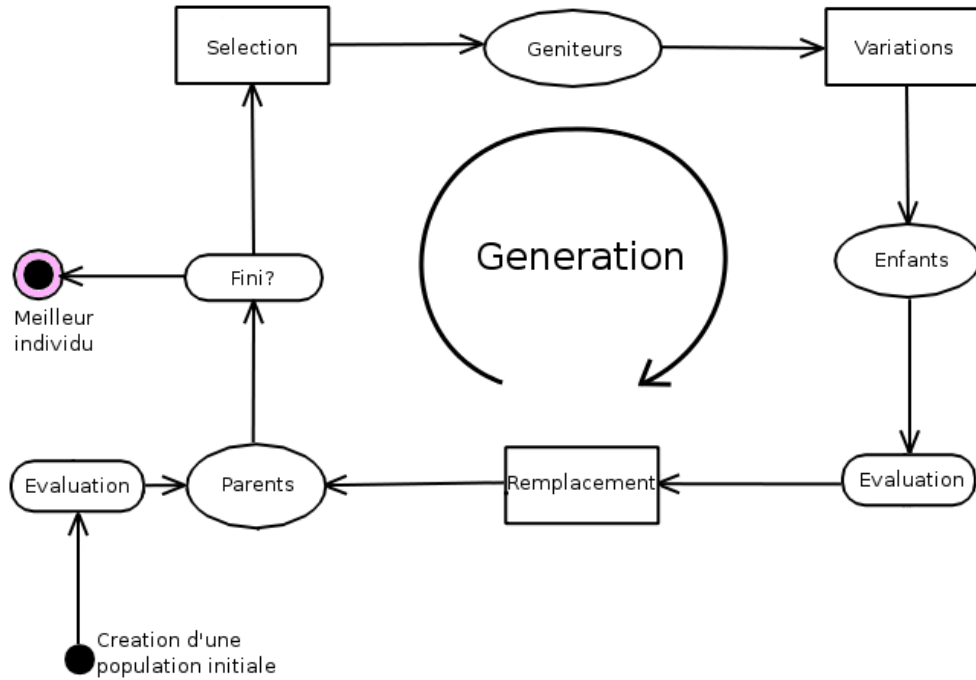 Selection
Geniteurs
Variations
Generation
Enfants
Fini?
Meilleur
individu
Evaluation
Parents
Remplacement
Evaluation
Creation d'une
population initiale